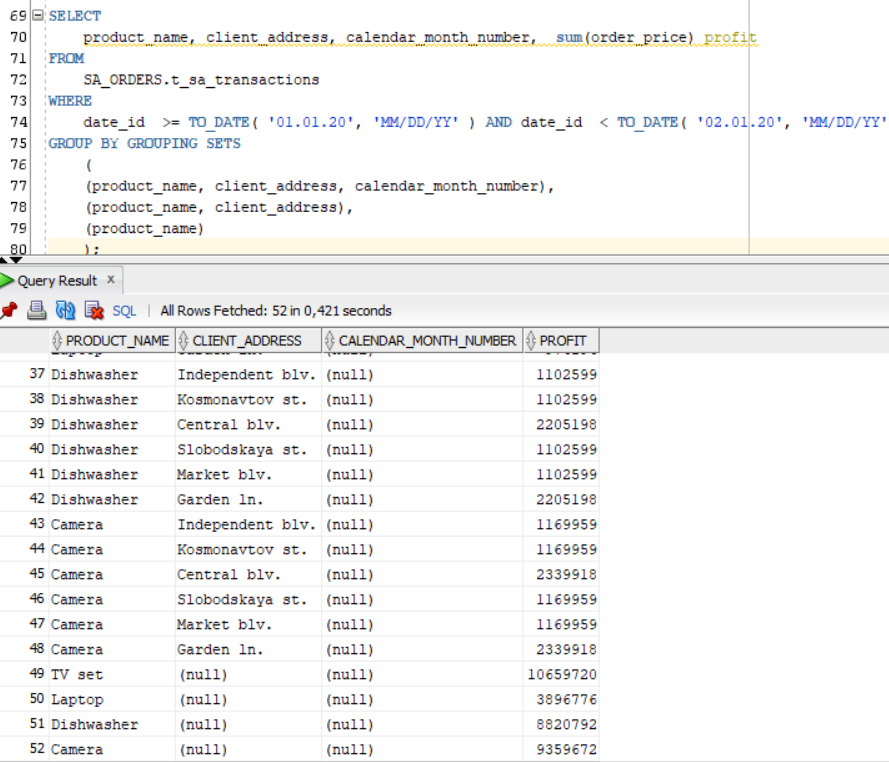 69 SELECT
70 product_name, client_address, calendar_month_number, sum(order_price) profit
71 FROM
72 SA_ORDERS.t_sa_transactions
73 WHERE
74 date_id >= TO_DATE( '01.01.20', 'MM/DD/YY' ) AND date_id < TO_DATE( '02.01.20', 'MM/DD/YY'
75 GROUP BY GROUPING SETS
76 (
77 (product_name, client_address, calendar_month_number),
78 (product_name, client_address),
79 (product_name)
80 );
Query Result x
SQL | All Rows Fetched: 52 in 0,421 seconds
PRODUCT_NAME CLIENT_ADDRESS CALENDAR_MONTH_NUMBER PROFIT
37 Dishwasher Independent blv. (null) 1102599
38 Dishwasher Kosmonavtov st. (null) 1102599
39 Dishwasher Central blv. (null) 2205198
40 Dishwasher Slobodskaya st. (null) 1102599
41 Dishwasher Market blv. (null) 1102599
42 Dishwasher Garden ln. (null) 2205198
43 Camera Independent blv. (null) 1169959
44 Camera Kosmonavtov st. (null) 1169959
45 Camera Central blv. (null) 2339918
46 Camera Slobodskaya st. (null) 1169959
47 Camera Market blv. (null) 1169959
48 Camera Garden ln. (null) 2339918
49 TV set (null) (null) 10659720
50 Laptop (null) (null) 3896776
51 Dishwasher (null) (null) 8820792
52 Camera (null) (null) 9359672